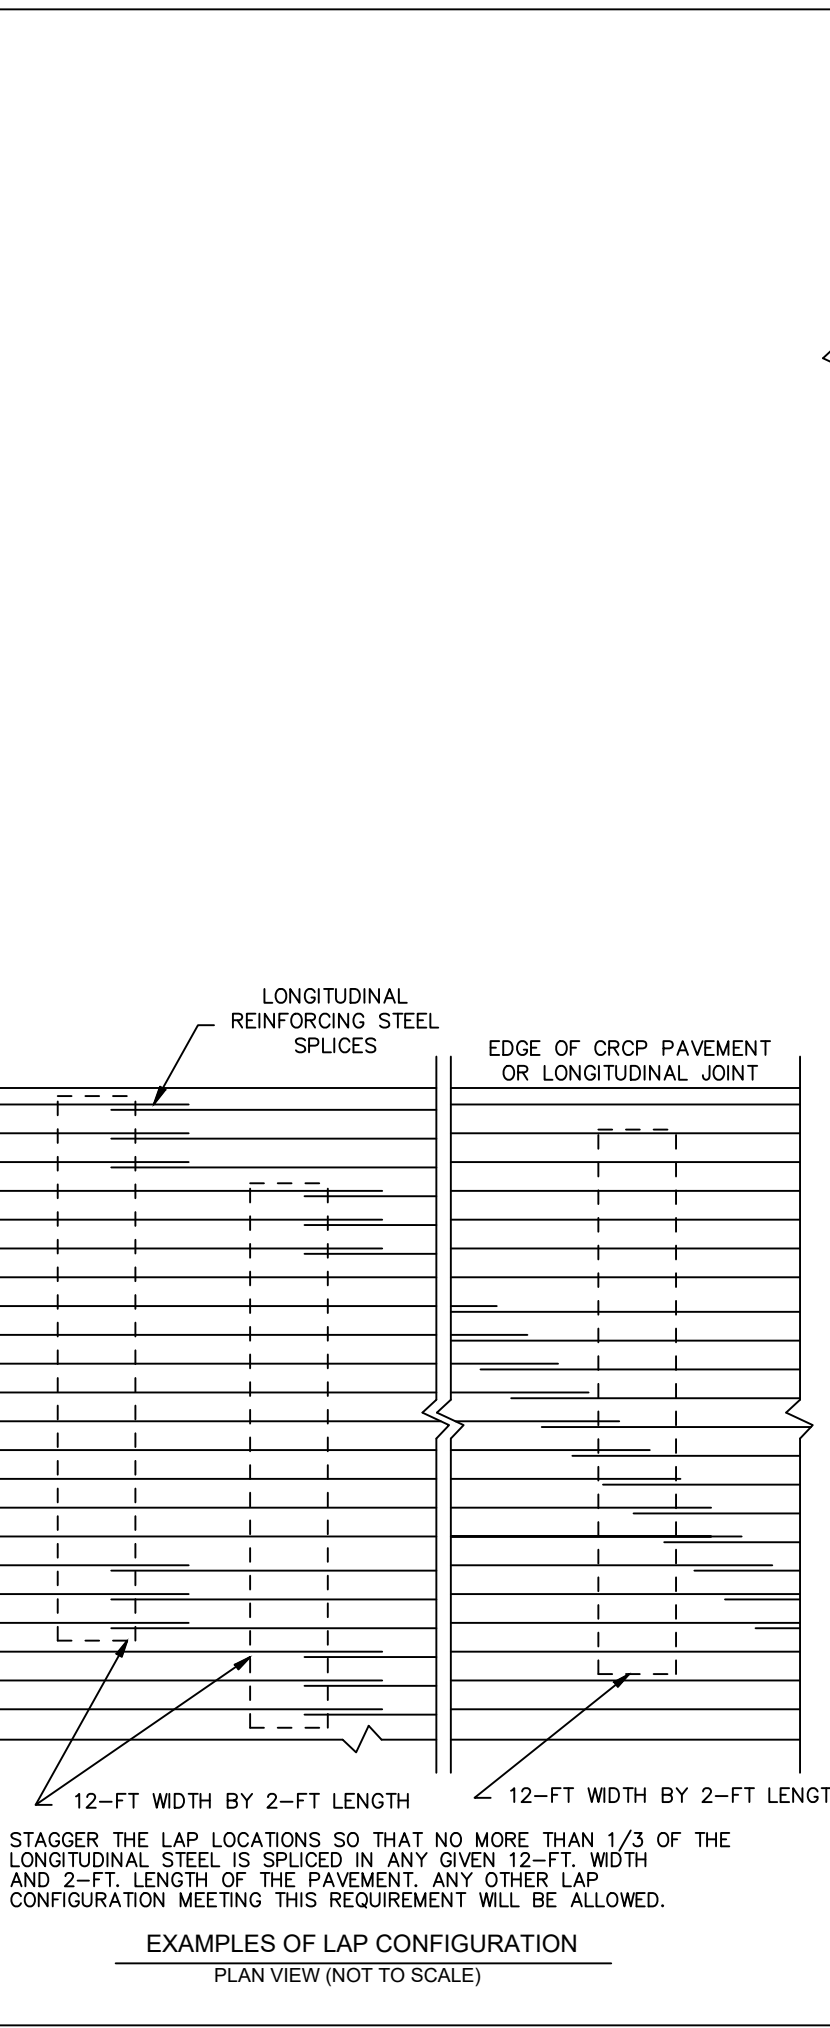 LONGITUDINAL
REINFORCING STEEL
SPLICES
EDGE OF CRCP PAVEMENT
OR LONGITUDINAL JOINT
12-FT WIDTH BY 2-FT LENGTH
12-FT WIDTH BY 2-FT LENGT
STAGGER THE LAP LOCATIONS SO THAT NO MORE THAN 1/3 OF THE
LONGITUDINAL STEEL IS SPLICED IN ANY GIVEN 12-FT. WIDTH
AND 2-FT. LENGTH OF THE PAVEMENT. ANY OTHER LAP
CONFIGURATION MEETING THIS REQUIREMENT WILL BE ALLOWED.
EXAMPLES OF LAP CONFIGURATION
PLAN VIEW (NOT TO SCALE)